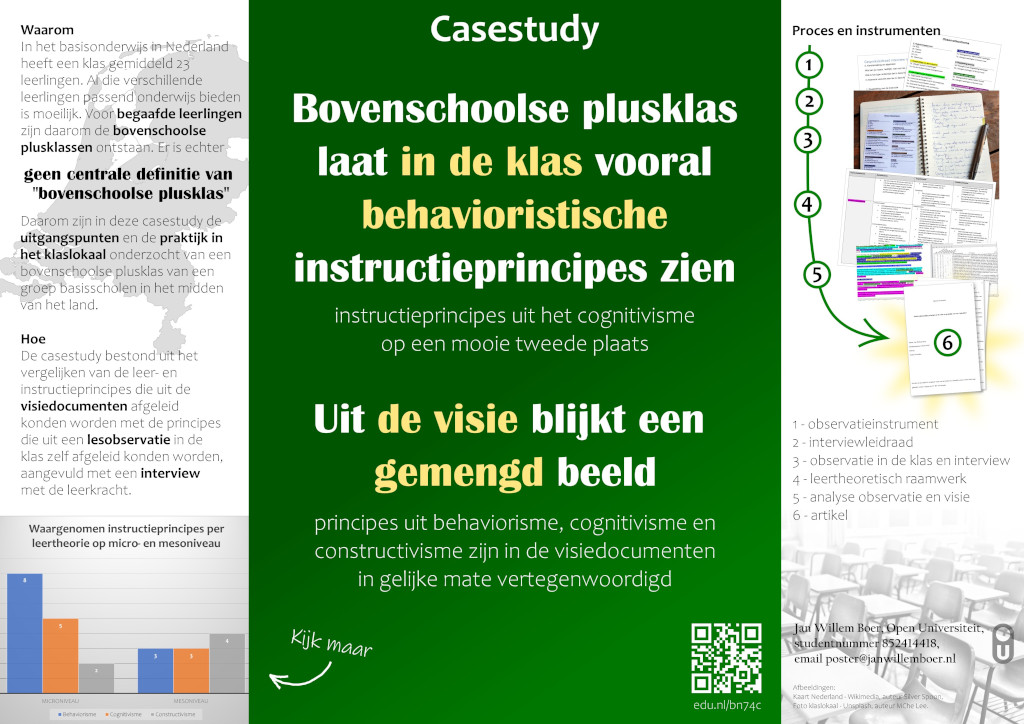 Waarom
In het basisonderwijs in Nederland
heeft een klas gemiddeld 23
leerlingen. Al die verschillende
leerlingen passend onderwijs bieden
is moeilijk. Voor begaafde leerlingen
zijn daarom de bovenschoolse
plusklassen ontstaan. Er is echter
geen centrale definitie van
"bovenschoolse plusklas"
Daarom zijn in deze casestudy de
uitgangspunten en de praktijk in
het klaslokaal onderzocht van een
bovenschoolse plusklas van een
groep basisscholen in het midden
van het land.
Hoe
De casestudy bestond uit het
vergelijken van de leer- en
instructieprincipes die uit de
visiedocumenten afgeleid
konden worden met de principes
die uit een lesobservatie in de
klas zelf afgeleid konden worden,
aangevuld met een interview
met de leerkracht.
Waargenomen instructieprincipes per
leertheorie op micro- en mesoniveau
8
5
3
3
4
MICRONIVEAU
MESONIVEAU
Behaviorisme
Cognitivisme
Constructivisme
Casestudy
Bovenschoolse plusklas
laat in de klas vooral
behavioristische
instructieprincipes zien
instructieprincipes uit het cognitivisme
op een mooie tweede plaats
Uit de visie blijkt een
gemengd beeld
principes uit behaviorisme, cognitivisme en
constructivisme zijn in de visiedocumenten
in gelijke mate vertegenwoordigd
Kijk maar
edu.nl/bn74c
Proces en instrumenten
1
2
3
4
5
6
1 - observatieinstrument
2 - interviewleidraad
3 - observatie in de klas en interview
4 - leertheoretisch raamwerk
5 - analyse observatie en visie
6 - artikel
Jan Willem Boer, Open Universiteit,
studentnummer 852414418,
email poster@janwillemboer.nl
Afbeeldingen:
Kaart Nederland - Wikimedia, auteur Silver Spoon.
Foto klaslokaal - Unsplash, auteur MChe Lee.